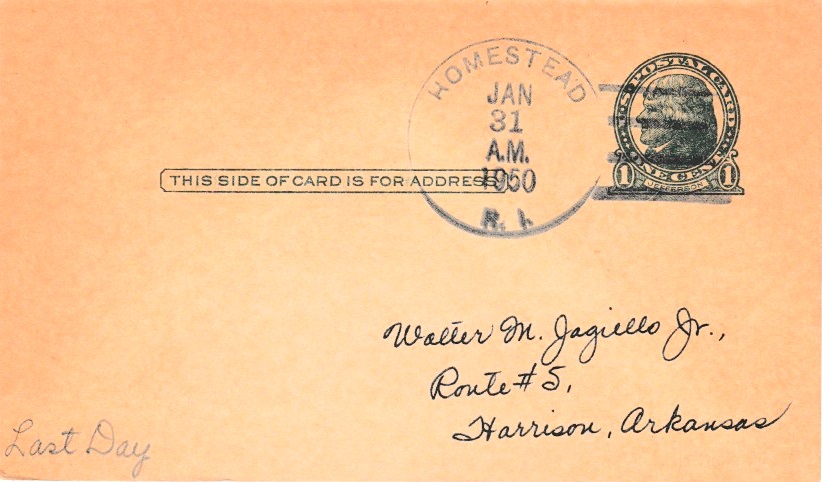 HOMESTEAD
JAN
31
A.M.
1950
R. I.
U.S. POSTAL CARD
ONE CENT
1 JEFFERSON 1
THIS SIDE OF CARD IS FOR ADDRESS
Walter M. Jagiello Jr.,
Route #5,
Harrison, Arkansas
Last Day